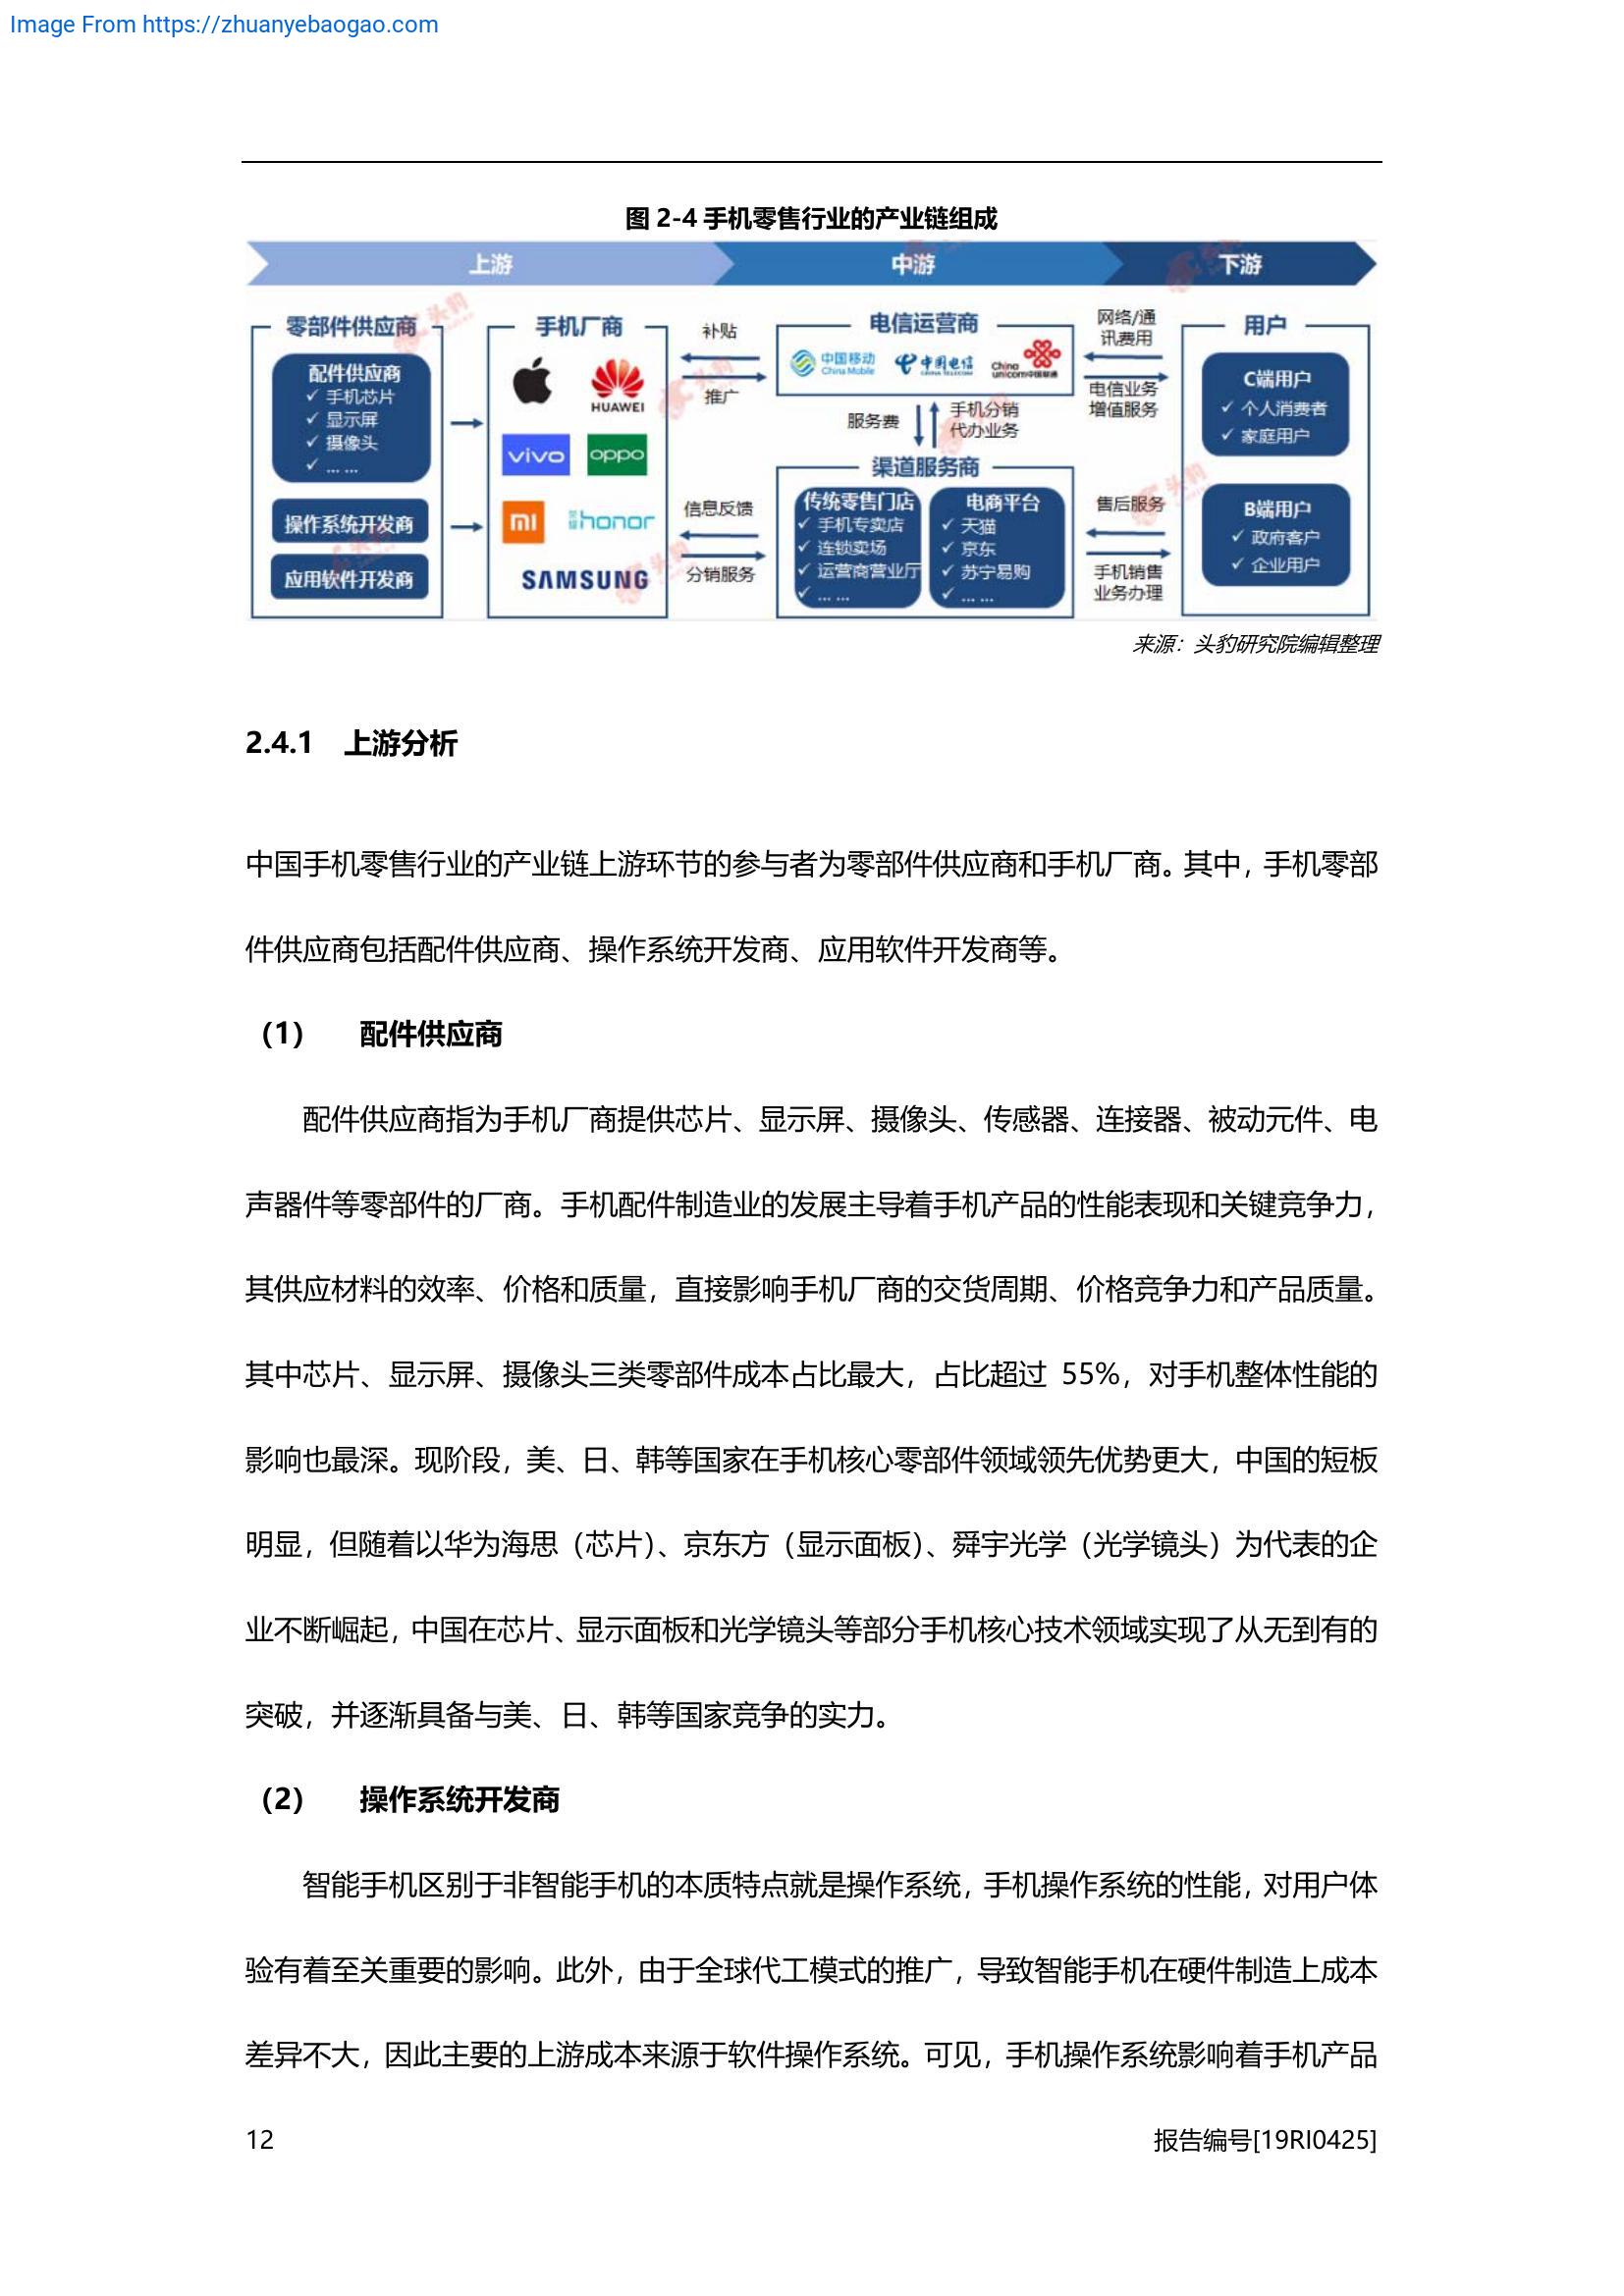 Image From https://zhuanyebaogao.com
图 2-4 手机零售行业的产业链组成
上游
中游
下游
零部件供应商
配件供应商
✓ 手机芯片
✓ 显示屏
✓ 摄像头
✓ ... ...
操作系统开发商
应用软件开发商
手机厂商
HUAWEI
vivo
oppo
mi
荣耀honor
SAMSUNG
补贴
推广
信息反馈
分销服务
电信运营商
中国移动
China Mobile
中国电信
CHINA TELECOM
China
unicom中国联通
服务费
手机分销
代办业务
渠道服务商
传统零售门店
✓ 手机专卖店
✓ 连锁卖场
✓ 运营商营业厅
✓ ... ...
电商平台
✓ 天猫
✓ 京东
✓ 苏宁易购
✓ ... ...
网络/通
讯费用
电信业务
增值服务
售后服务
手机销售
业务办理
用户
C端用户
✓ 个人消费者
✓ 家庭用户
B端用户
✓ 政府客户
✓ 企业用户
来源：头豹研究院编辑整理
2.4.1 上游分析
中国手机零售行业的产业链上游环节的参与者为零部件供应商和手机厂商。其中，手机零部
件供应商包括配件供应商、操作系统开发商、应用软件开发商等。
（1） 配件供应商
配件供应商指为手机厂商提供芯片、显示屏、摄像头、传感器、连接器、被动元件、电
声器件等零部件的厂商。手机配件制造业的发展主导着手机产品的性能表现和关键竞争力，
其供应材料的效率、价格和质量，直接影响手机厂商的交货周期、价格竞争力和产品质量。
其中芯片、显示屏、摄像头三类零部件成本占比最大，占比超过 55%，对手机整体性能的
影响也最深。现阶段，美、日、韩等国家在手机核心零部件领域领先优势更大，中国的短板
明显，但随着以华为海思（芯片）、京东方（显示面板）、舜宇光学（光学镜头）为代表的企
业不断崛起，中国在芯片、显示面板和光学镜头等部分手机核心技术领域实现了从无到有的
突破，并逐渐具备与美、日、韩等国家竞争的实力。
（2） 操作系统开发商
智能手机区别于非智能手机的本质特点就是操作系统，手机操作系统的性能，对用户体
验有着至关重要的影响。此外，由于全球代工模式的推广，导致智能手机在硬件制造上成本
差异不大，因此主要的上游成本来源于软件操作系统。可见，手机操作系统影响着手机产品
12
报告编号[19RI0425]